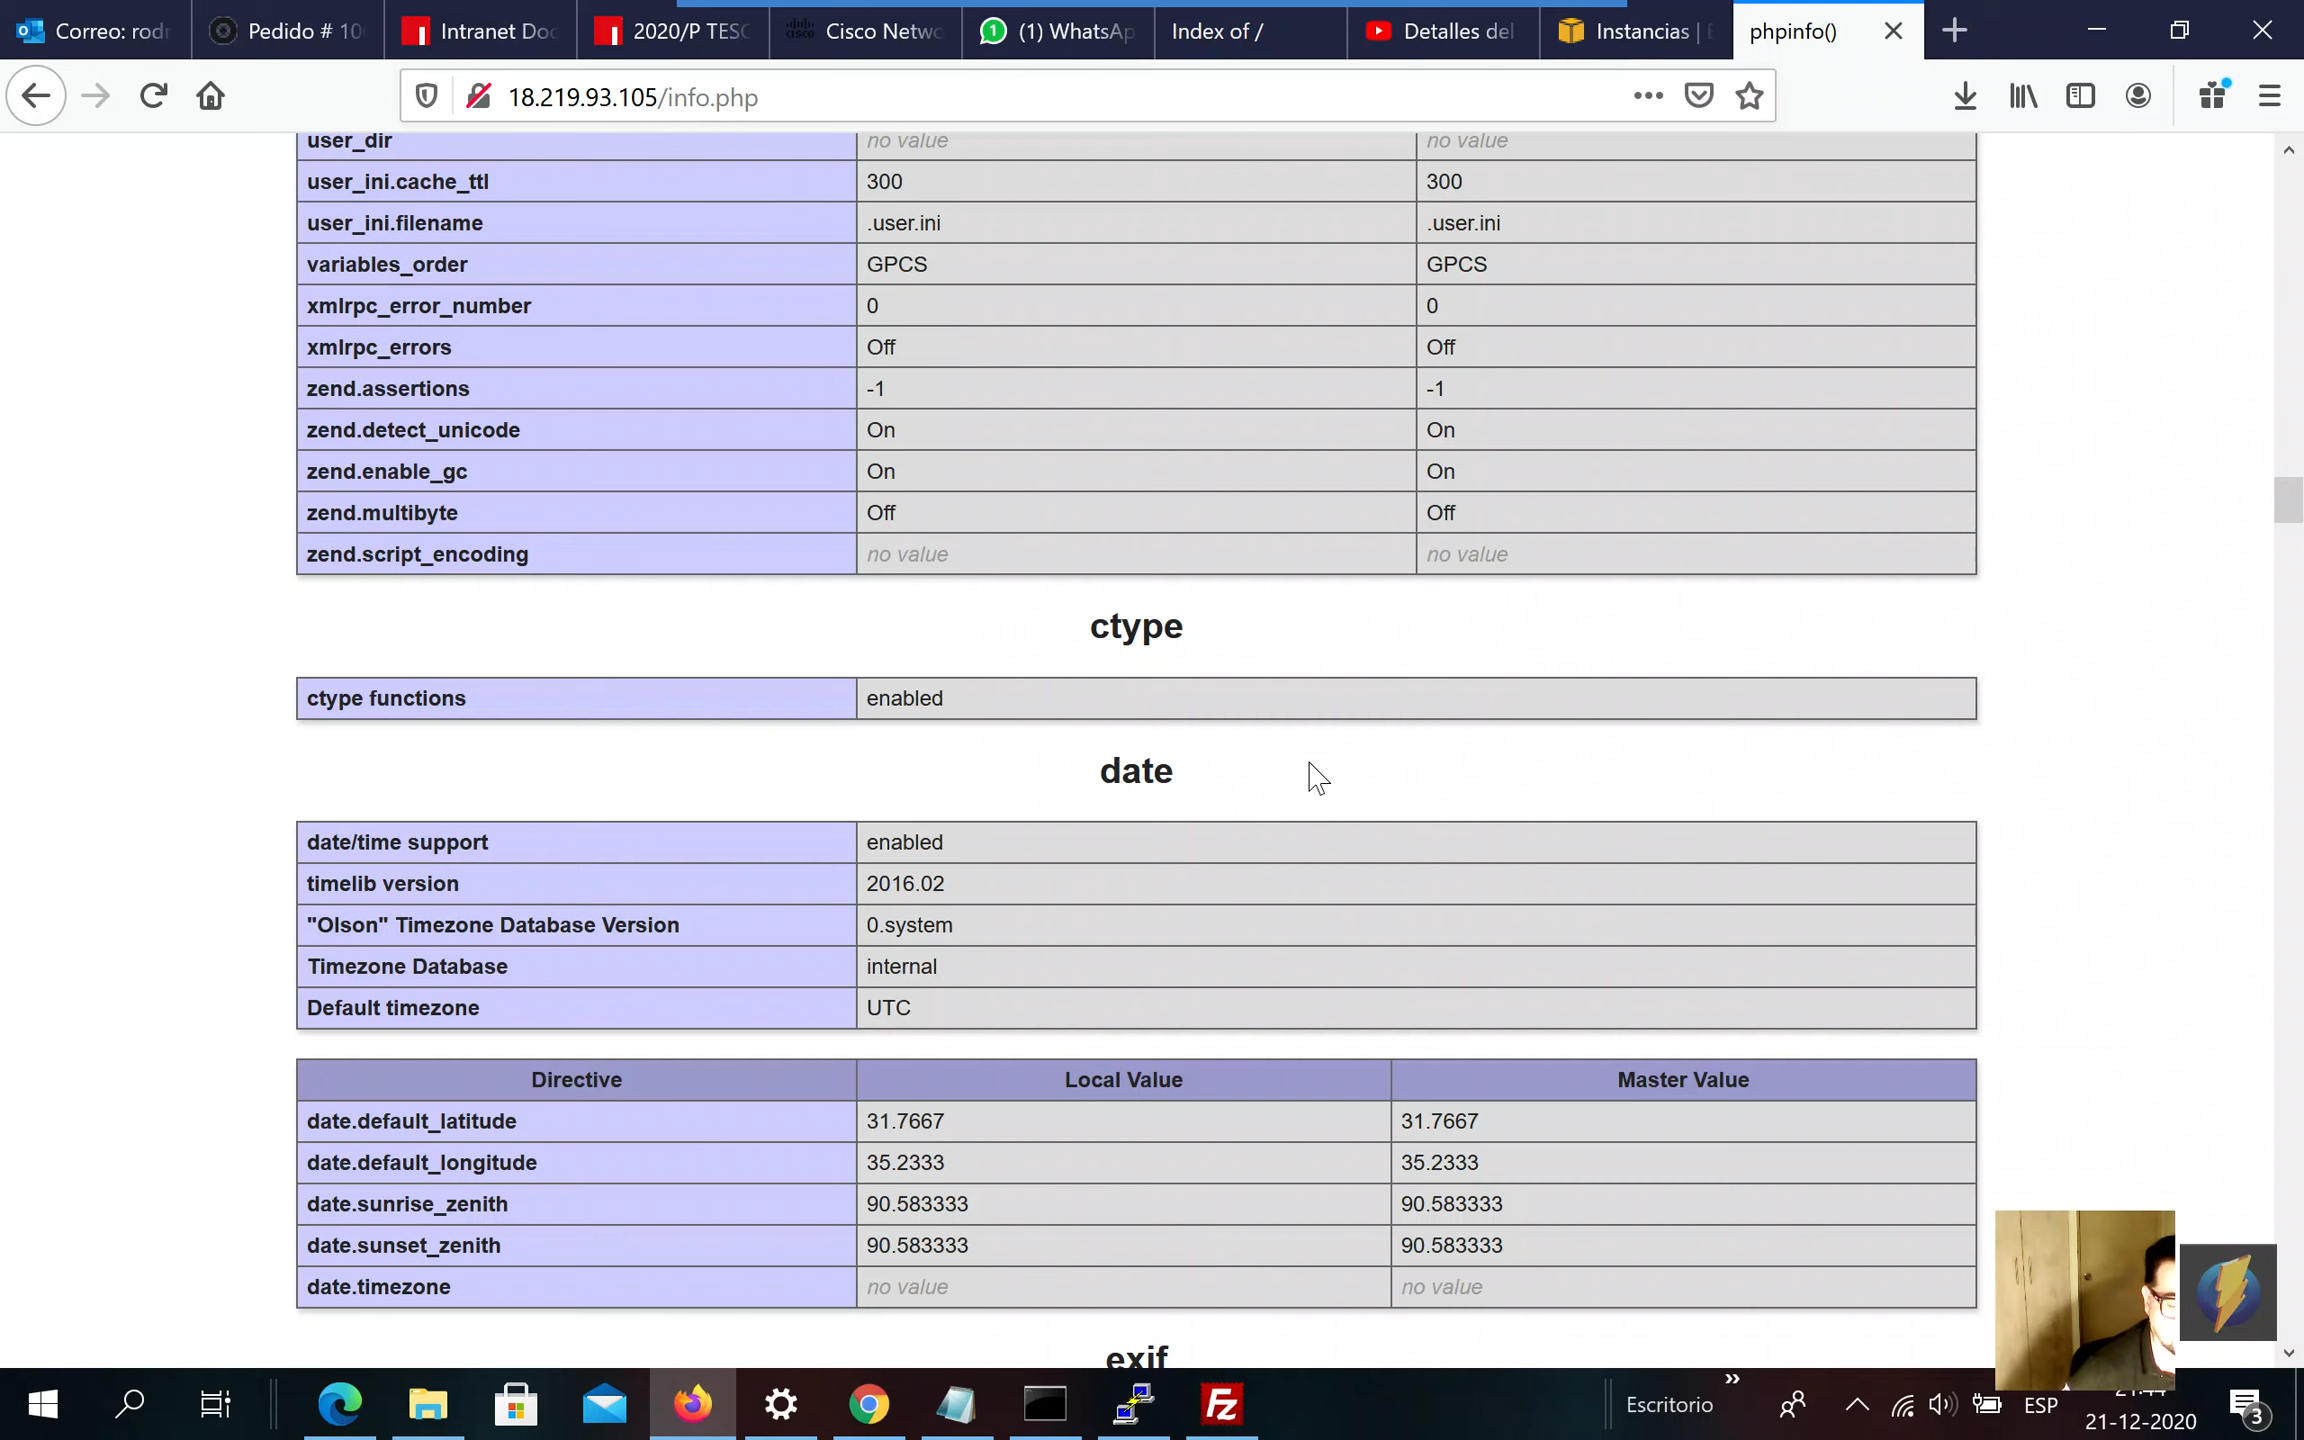 Correo: rodr
Pedido # 10
Intranet Doc
2020/P TESC
Cisco Netwo
(1) WhatsAp
Index of /
Detalles del
Instancias | E
phpinfo()
18.219.93.105/info.php
user_dir no value no value
user_ini.cache_ttl 300 300
user_ini.filename .user.ini .user.ini
variables_order GPCS GPCS
xmlrpc_error_number 0 0
xmlrpc_errors Off Off
zend.assertions -1 -1
zend.detect_unicode On On
zend.enable_gc On On
zend.multibyte Off Off
zend.script_encoding no value no value
ctype
ctype functions enabled
date
date/time support enabled
timelib version 2016.02
"Olson" Timezone Database Version 0.system
Timezone Database internal
Default timezone UTC
Directive Local Value Master Value
date.default_latitude 31.7667 31.7667
date.default_longitude 35.2333 35.2333
date.sunrise_zenith 90.583333 90.583333
date.sunset_zenith 90.583333 90.583333
date.timezone no value no value
exif
Escritorio
ESP
21-12-2020
3